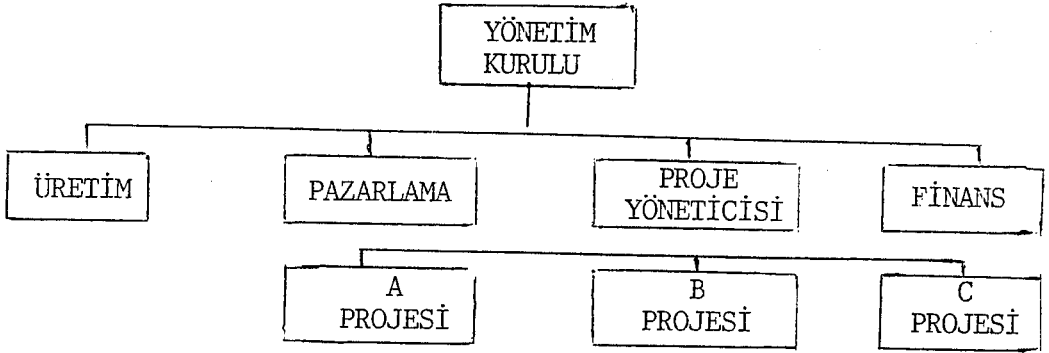 YÖNETİM
KURULU
ÜRETİM
PAZARLAMA
PROJE
YÖNETİCİSİ
FİNANS
A
PROJESİ
B
PROJESİ
C
PROJESİ